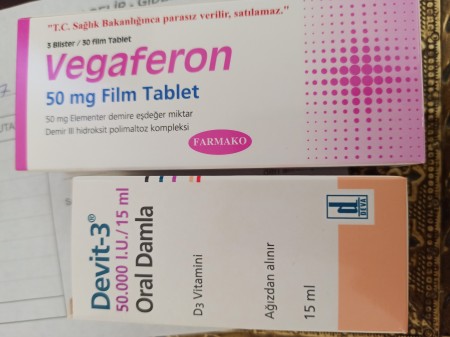 "T.C. Sağlık Bakanlığınca parasız verilir, satılamaz."
3 Blister / 30 Film Tablet
Vegaferon
50 mg Film Tablet
50 mg Elementer demire eşdeğer miktar
Demir III hidroksit polimaltoz kompleksi
FARMAKO
Devit-3®
50.000 I.U./15 ml
Oral Damla
D3 Vitamini
Ağızdan alınır
15 ml
d
DEVA